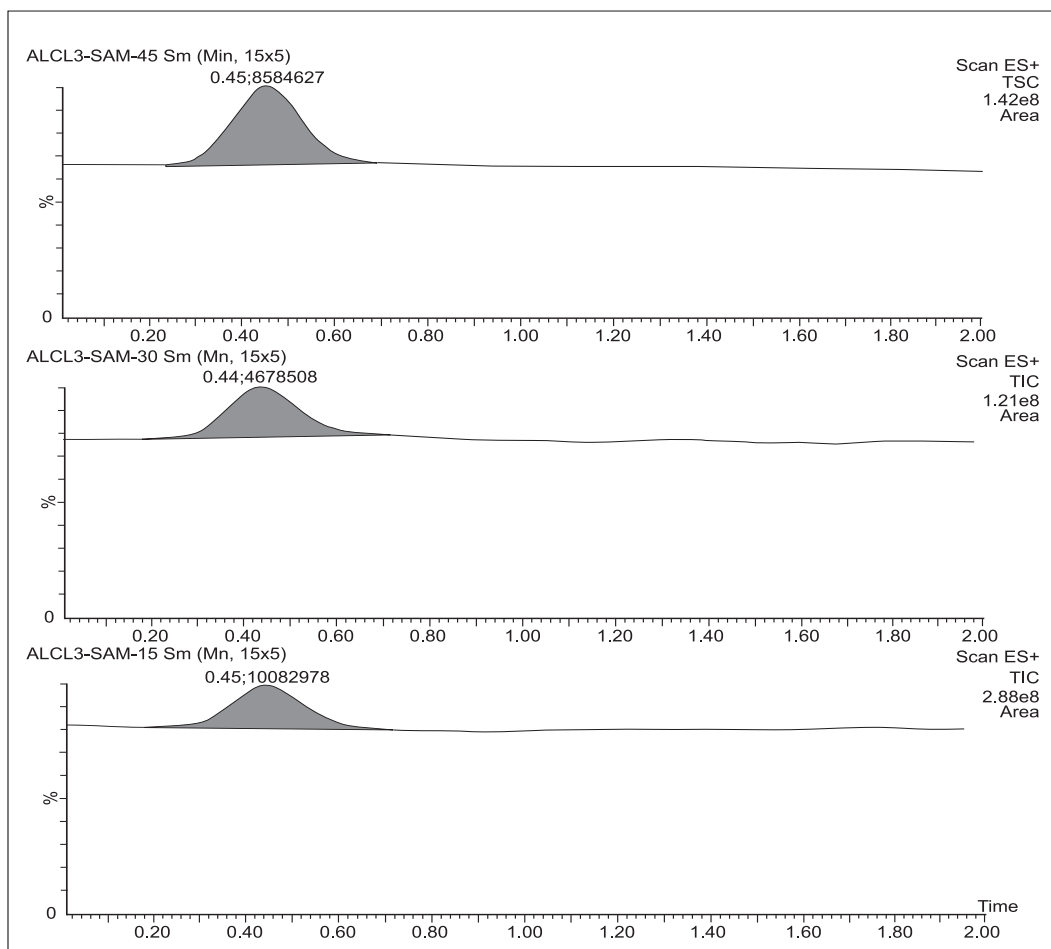 ALCL3-SAM-45 Sm (Min, 15x5)
0.45;8584627
Scan ES+
TSC
1.42e8
Area
%
0
0.20 0.40 0.60 0.80 1.00 1.20 1.40 1.60 1.80 2.00
ALCL3-SAM-30 Sm (Mn, 15x5)
0.44;4678508
Scan ES+
TIC
1.21e8
Area
%
0
0.20 0.40 0.60 0.80 1.00 1.20 1.40 1.60 1.80 2.00
ALCL3-SAM-15 Sm (Mn, 15x5)
0.45;10082978
Scan ES+
TIC
2.88e8
Area
%
0
Time
0.20 0.40 0.60 0.80 1.00 1.20 1.40 1.60 1.80 2.00